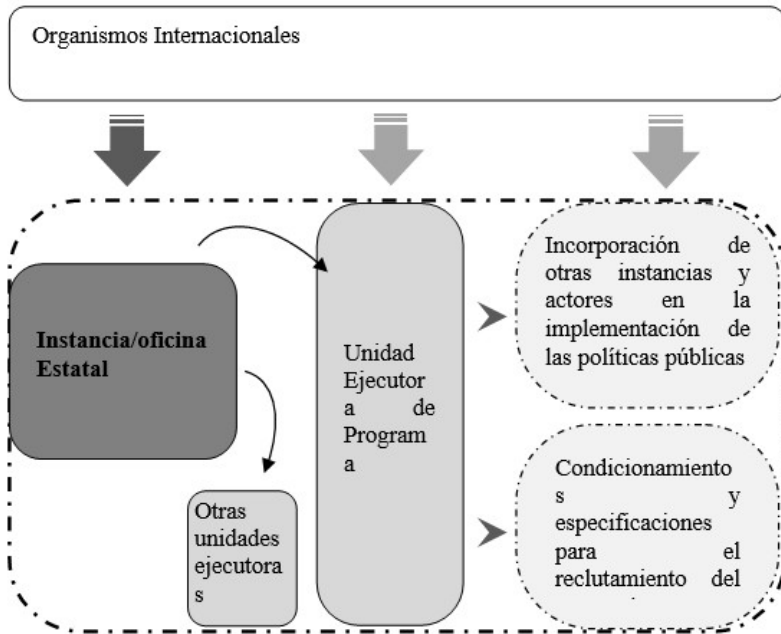 Organismos Internacionales
Instancia/oficina
Estatal
Otras
unidades
ejecutora
s
Unidad
Ejecutor
a de
Program
a
Incorporación de
otras instancias y
actores en la
implementación de
las políticas públicas
Condicionamiento
s y
especificaciones
para el
reclutamiento del